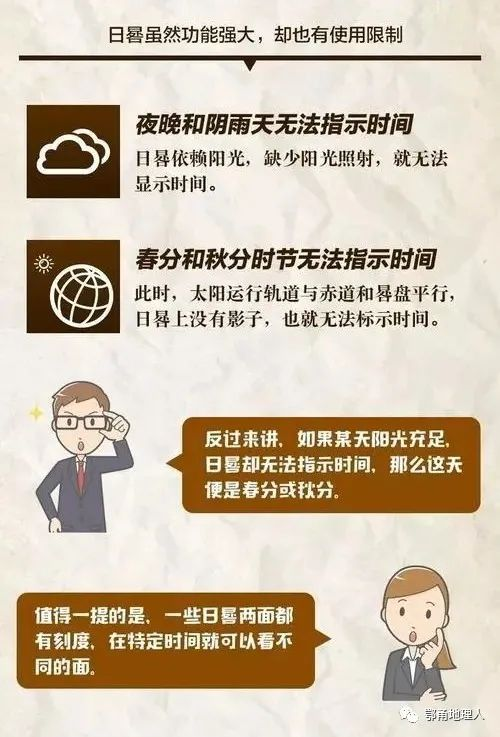 日晷虽然功能强大，却也有使用限制
夜晚和阴雨天无法指示时间
日晷依赖阳光，缺少阳光照射，就无法
显示时间。
春分和秋分时节无法指示时间
此时，太阳运行轨道与赤道和晷盘平行，
日晷上没有影子，也就无法标示时间。
反过来讲，如果某天阳光充足，
日晷却无法指示时间，那么这天
便是春分或秋分。
值得一提的是，一些日晷两面都
有刻度，在特定时间就可以看不
同的面。
鄂甬地理人